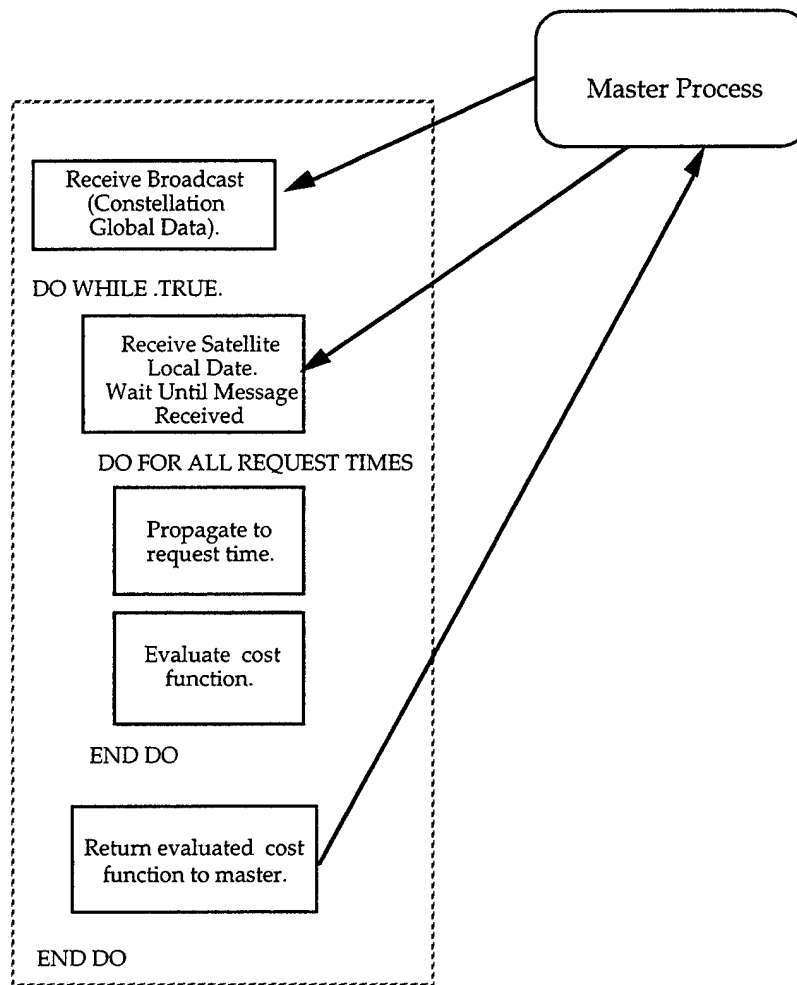 Master Process
Receive Broadcast
(Constellation
Global Data).
DO WHILE .TRUE.
Receive Satellite
Local Date.
Wait Until Message
Received
DO FOR ALL REQUEST TIMES
Propagate to
request time.
Evaluate cost
function.
END DO
Return evaluated cost
function to master.
END DO